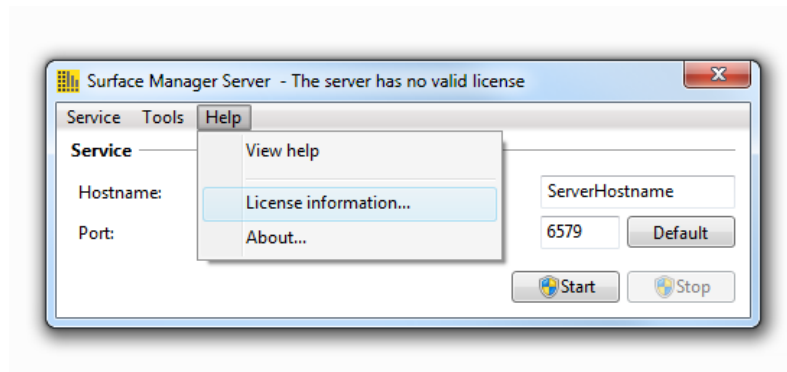 Surface Manager Server - The server has no valid license
Service Tools Help
Service
View help
Hostname:
ServerHostname
License information...
Port:
6579 Default
About...
Start Stop